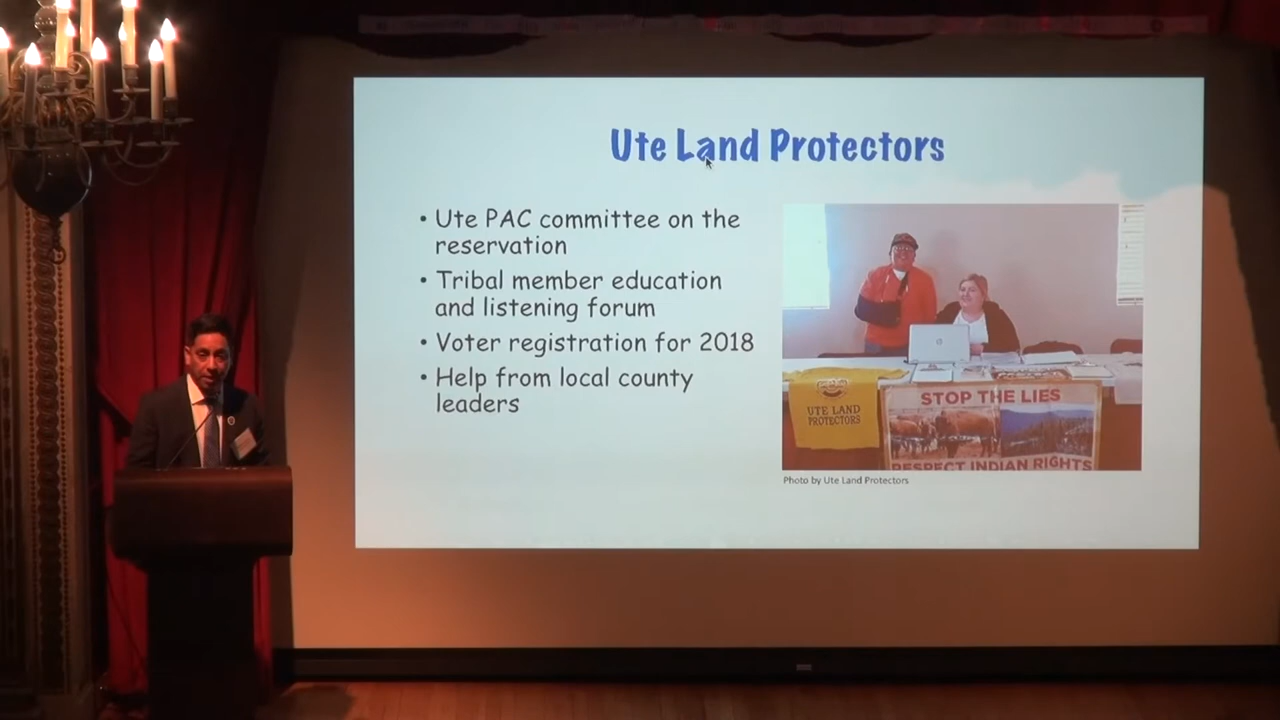 Ute Land Protectors
• Ute PAC committee on the
reservation
• Tribal member education
and listening forum
• Voter registration for 2018
• Help from local county
leaders
UTE LAND
PROTECTORS
STOP THE LIES
RESPECT INDIAN RIGHTS
Photo by Ute Land Protectors